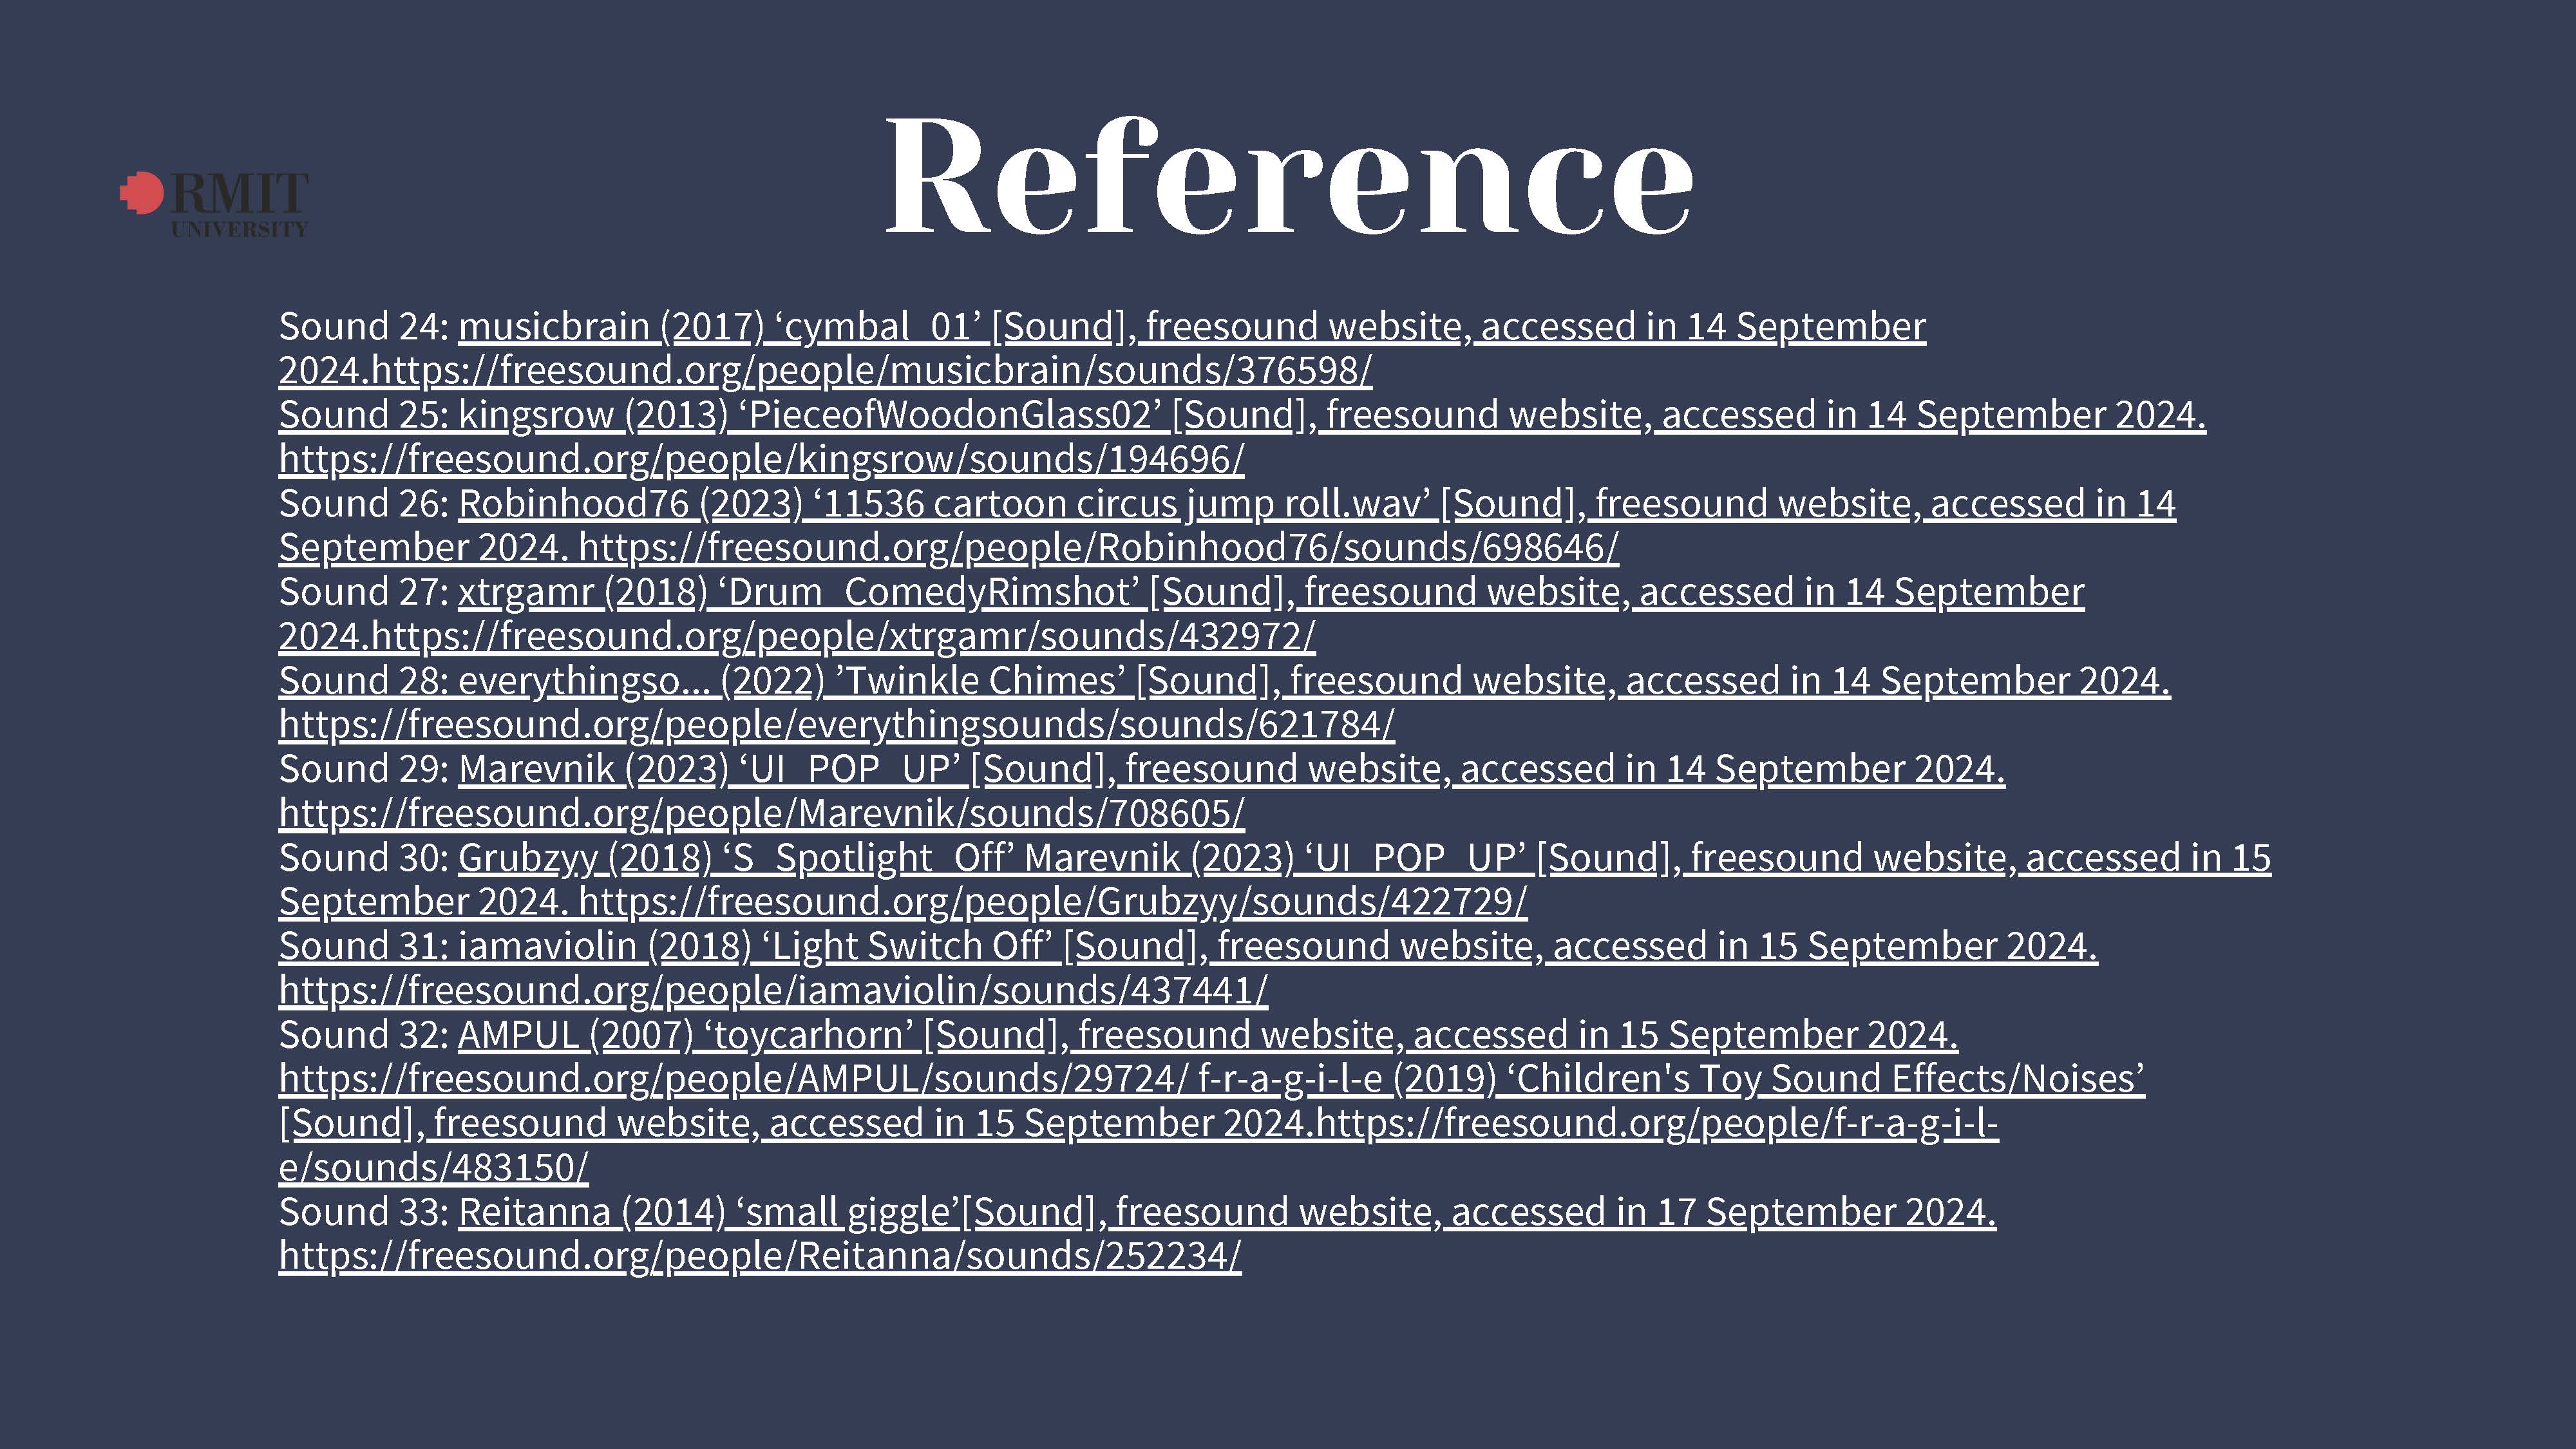 Reference
RMIT
UNIVERSITY
Sound 24: musicbrain (2017) ‘cymbal_01’ [Sound], freesound website, accessed in 14 September
2024.https://freesound.org/people/musicbrain/sounds/376598/
Sound 25: kingsrow (2013) ‘PieceofWoodonGlass02’ [Sound], freesound website, accessed in 14 September 2024.
https://freesound.org/people/kingsrow/sounds/194696/
Sound 26: Robinhood76 (2023) ‘11536 cartoon circus jump roll.wav’ [Sound], freesound website, accessed in 14
September 2024. https://freesound.org/people/Robinhood76/sounds/698646/
Sound 27: xtrgamr (2018) ‘Drum_ComedyRimshot’ [Sound], freesound website, accessed in 14 September
2024.https://freesound.org/people/xtrgamr/sounds/432972/
Sound 28: everythingso... (2022) ’Twinkle Chimes’ [Sound], freesound website, accessed in 14 September 2024.
https://freesound.org/people/everythingsounds/sounds/621784/
Sound 29: Marevnik (2023) ‘UI_POP_UP’ [Sound], freesound website, accessed in 14 September 2024.
https://freesound.org/people/Marevnik/sounds/708605/
Sound 30: Grubzyy (2018) ‘S_Spotlight_Off’ Marevnik (2023) ‘UI_POP_UP’ [Sound], freesound website, accessed in 15
September 2024. https://freesound.org/people/Grubzyy/sounds/422729/
Sound 31: iamaviolin (2018) ‘Light Switch Off’ [Sound], freesound website, accessed in 15 September 2024.
https://freesound.org/people/iamaviolin/sounds/437441/
Sound 32: AMPUL (2007) ‘toycarhorn’ [Sound], freesound website, accessed in 15 September 2024.
https://freesound.org/people/AMPUL/sounds/29724/ f-r-a-g-i-l-e (2019) ‘Children's Toy Sound Effects/Noises’
[Sound], freesound website, accessed in 15 September 2024.https://freesound.org/people/f-r-a-g-i-l-
e/sounds/483150/
Sound 33: Reitanna (2014) ‘small giggle’[Sound], freesound website, accessed in 17 September 2024.
https://freesound.org/people/Reitanna/sounds/252234/